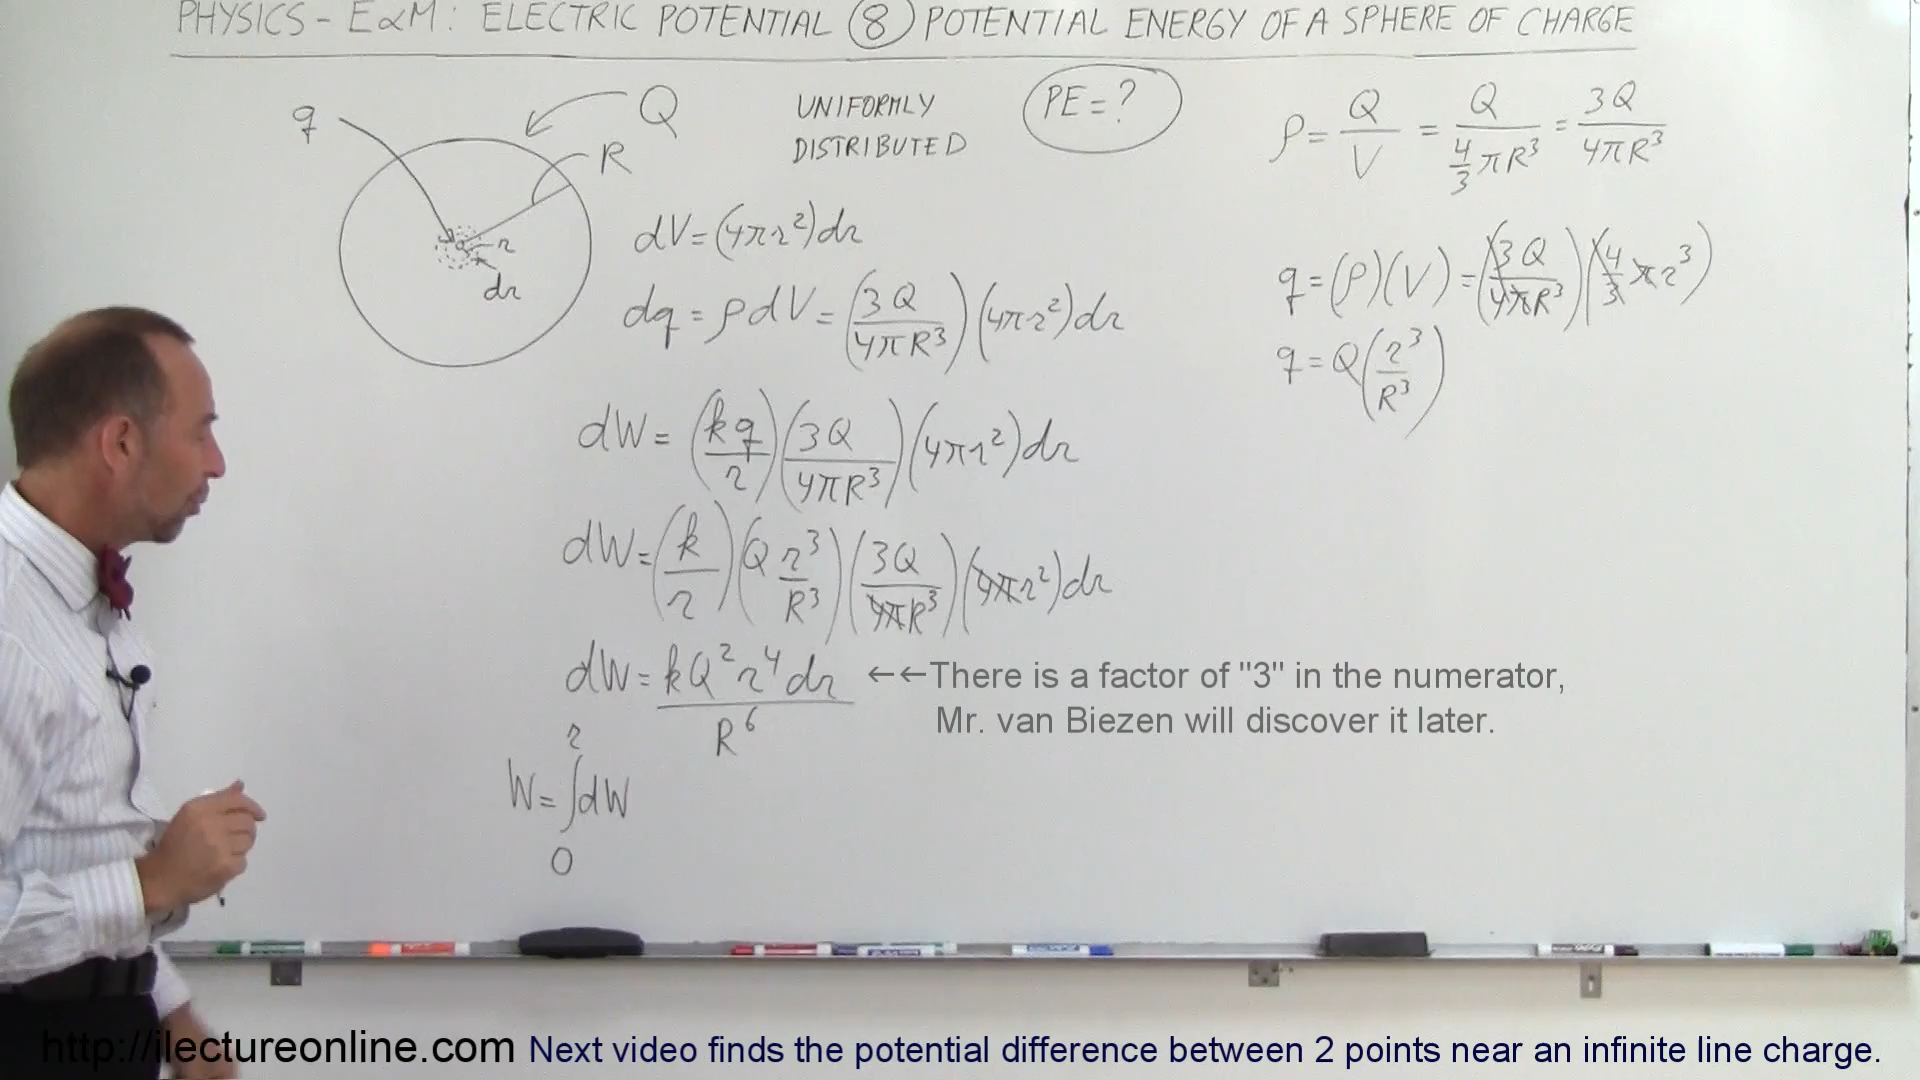 PHYSICS - E&M: ELECTRIC POTENTIAL ⑧ POTENTIAL ENERGY OF A SPHERE OF CHARGE
q
Q
R
r
dr
UNIFORMLY
DISTRIBUTED
PE = ?
ρ = Q/V = Q/(4/3 πR³) = 3Q/(4πR³)
dV = (4πr²)dr
dq = ρdV = (3Q/(4πR³))(4πr²)dr
q = (ρ)(V) = (3Q/(4πR³))(4/3 πr³)
q = Q(r³/R³)
dW = (kq/r)(3Q/(4πR³))(4πr²)dr
dW = (k/r)(Q r³/R³)(3Q/(4πR³))(4πr²)dr
dW = kQ²r⁴dr/R⁶
←←There is a factor of "3" in the numerator,
Mr. van Biezen will discover it later.
W = ∫₀ʳ dW
http://ilectureonline.com Next video finds the potential difference between 2 points near an infinite line charge.